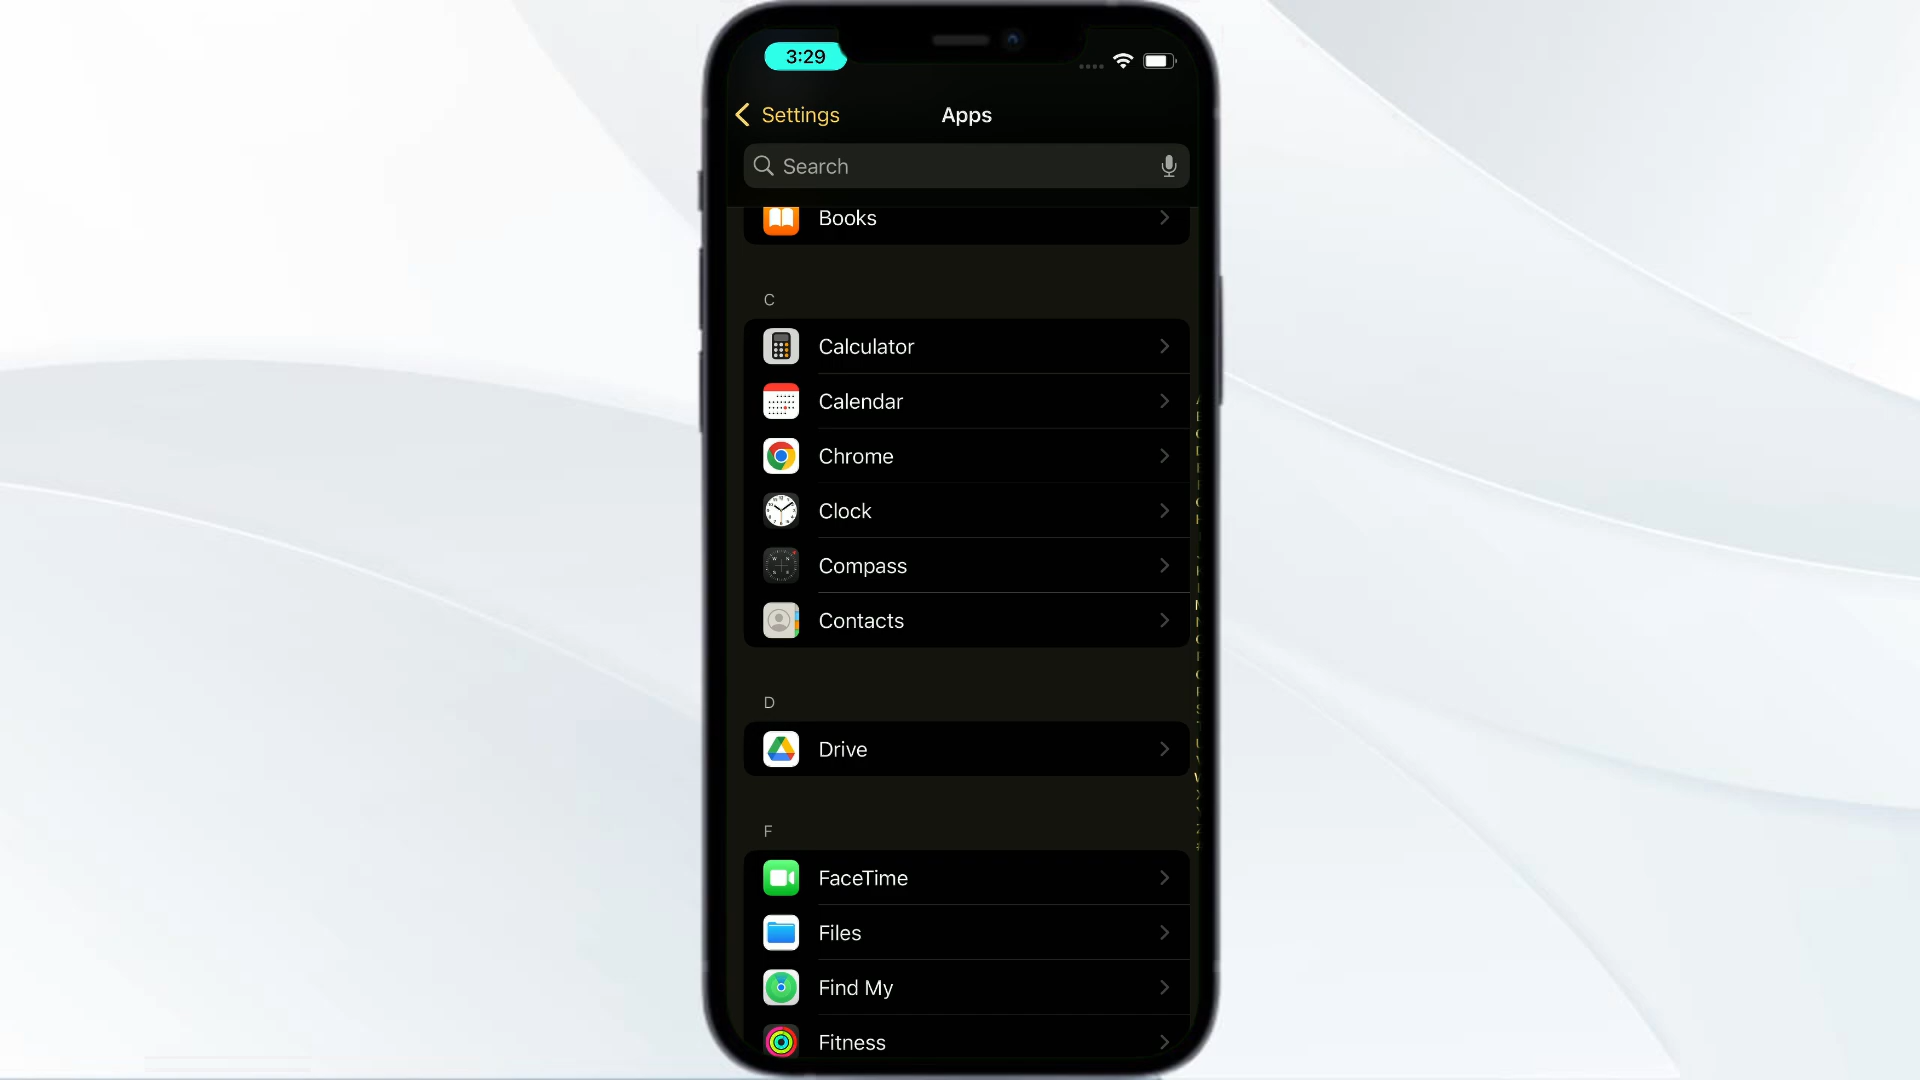 3:29
Settings
Apps
Search
Books
C
Calculator
Calendar
Chrome
Clock
Compass
Contacts
D
Drive
F
FaceTime
Files
Find My
Fitness